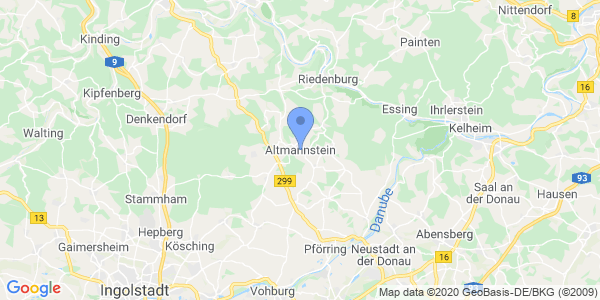 Nittendorf
8
Kinding
Painten
9
Riedenburg
16
Kipfenberg
Essing
Ihrlerstein
Denkendorf
Kelheim
Walting
Altmannstein
299
93
Stammham
Saal an
der Donau
Hausen
Danube
13
Hepberg
Abensberg
Gaimersheim
Kösching
Pförring
Neustadt an
der Donau
16
Google
Ingolstadt
Vohburg
Map data ©2020 GeoBasis-DE/BKG (©2009)